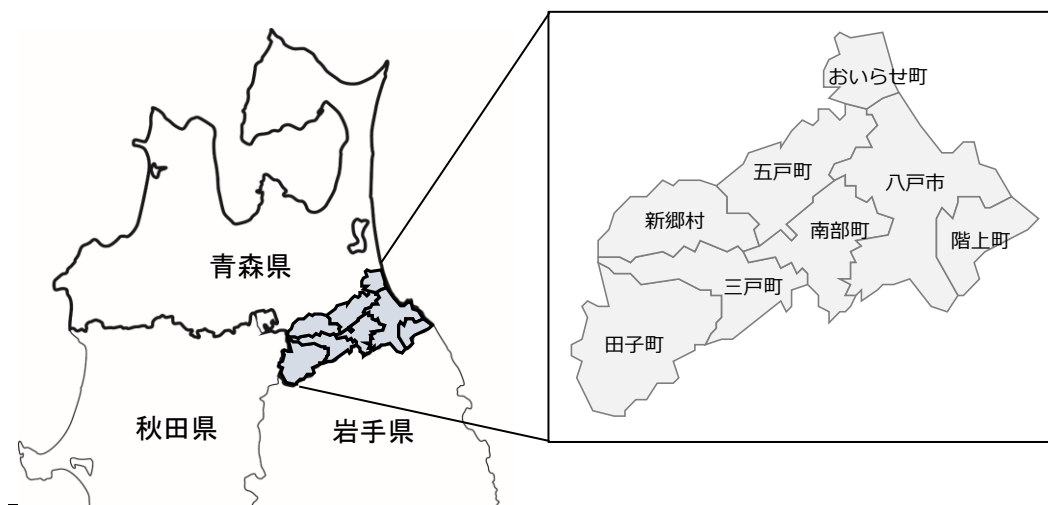 青森県
秋田県
岩手県
おいらせ町
五戸町
八戸市
新郷村
南部町
階上町
三戸町
田子町